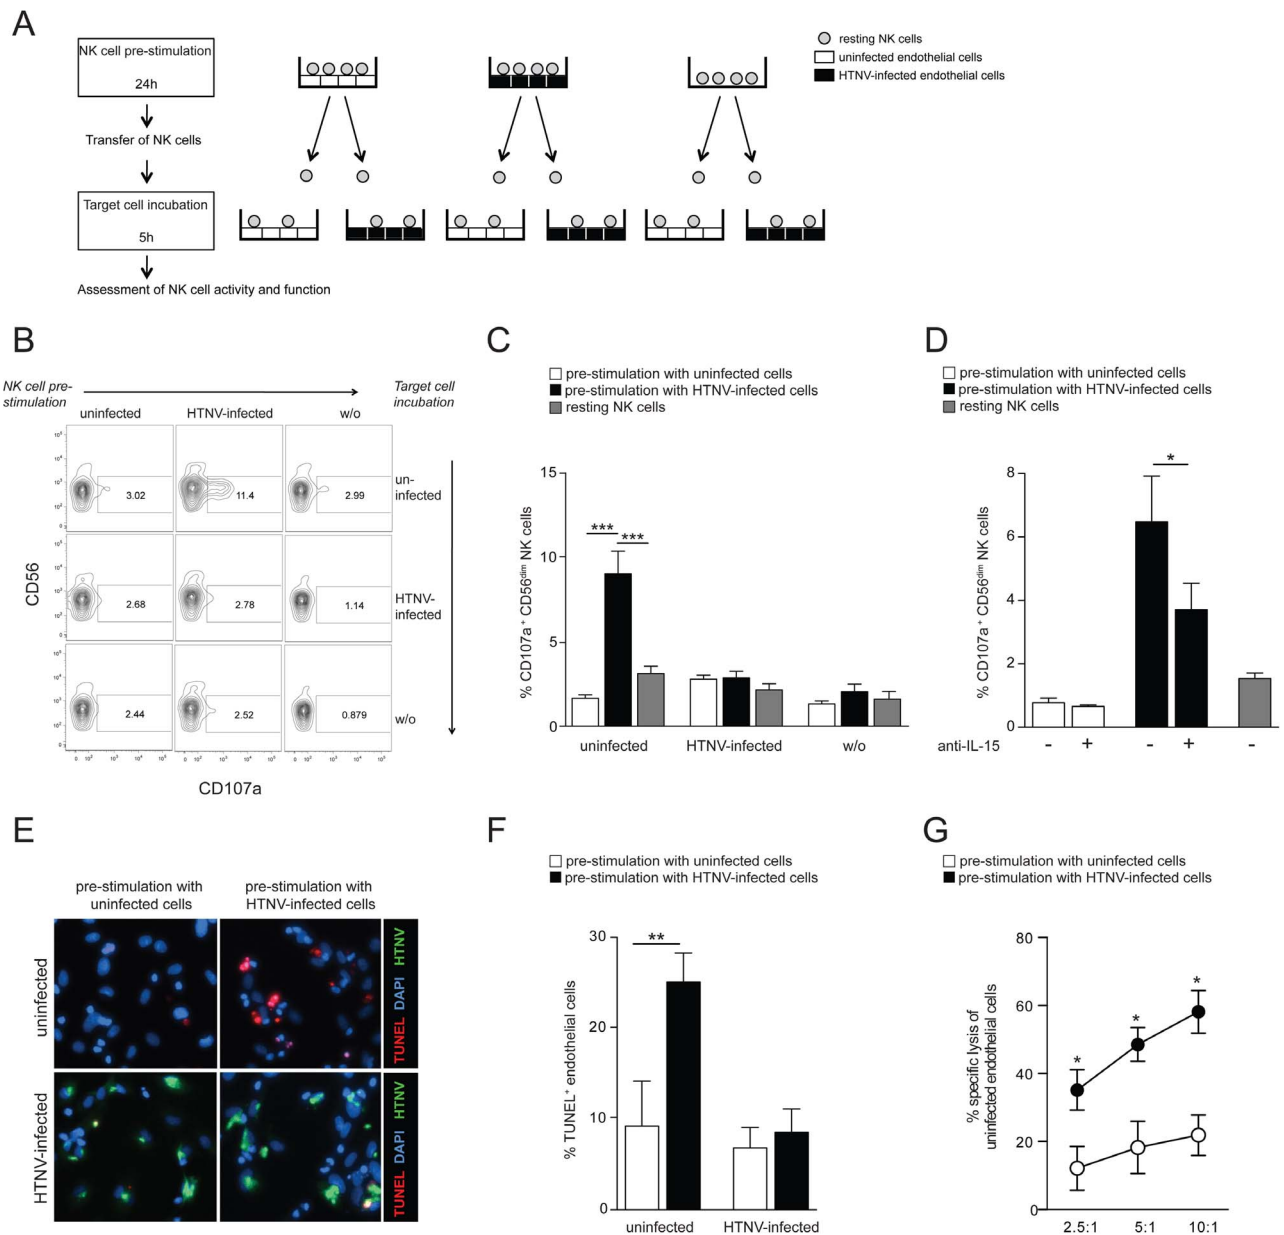 A
NK cell pre-stimulation
24h
Transfer of NK cells
Target cell incubation
5h
Assessment of NK cell activity and function
resting NK cells
uninfected endothelial cells
HTNV-infected endothelial cells
B
NK cell pre-
stimulation
Target cell
incubation
uninfected
HTNV-infected
w/o
3.02
11.4
2.99
un-
infected
2.68
2.78
1.14
HTNV-
infected
2.44
2.52
0.879
w/o
CD56
CD107a
C
pre-stimulation with uninfected cells
pre-stimulation with HTNV-infected cells
resting NK cells
% CD107a+ CD56dim NK cells
15
10
5
0
***
***
uninfected
HTNV-infected
w/o
D
pre-stimulation with uninfected cells
pre-stimulation with HTNV-infected cells
resting NK cells
% CD107a+ CD56dim NK cells
8
6
4
2
0
*
anti-IL-15
-
+
-
+
-
E
pre-stimulation with
uninfected cells
pre-stimulation with
HTNV-infected cells
uninfected
HTNV-infected
TUNEL DAPI HTNV
TUNEL DAPI HTNV
F
pre-stimulation with uninfected cells
pre-stimulation with HTNV-infected cells
% TUNEL+ endothelial cells
30
20
10
0
**
uninfected
HTNV-infected
G
pre-stimulation with uninfected cells
pre-stimulation with HTNV-infected cells
% specific lysis of
uninfected endothelial cells
80
60
40
20
0
*
*
*
2.5:1
5:1
10:1